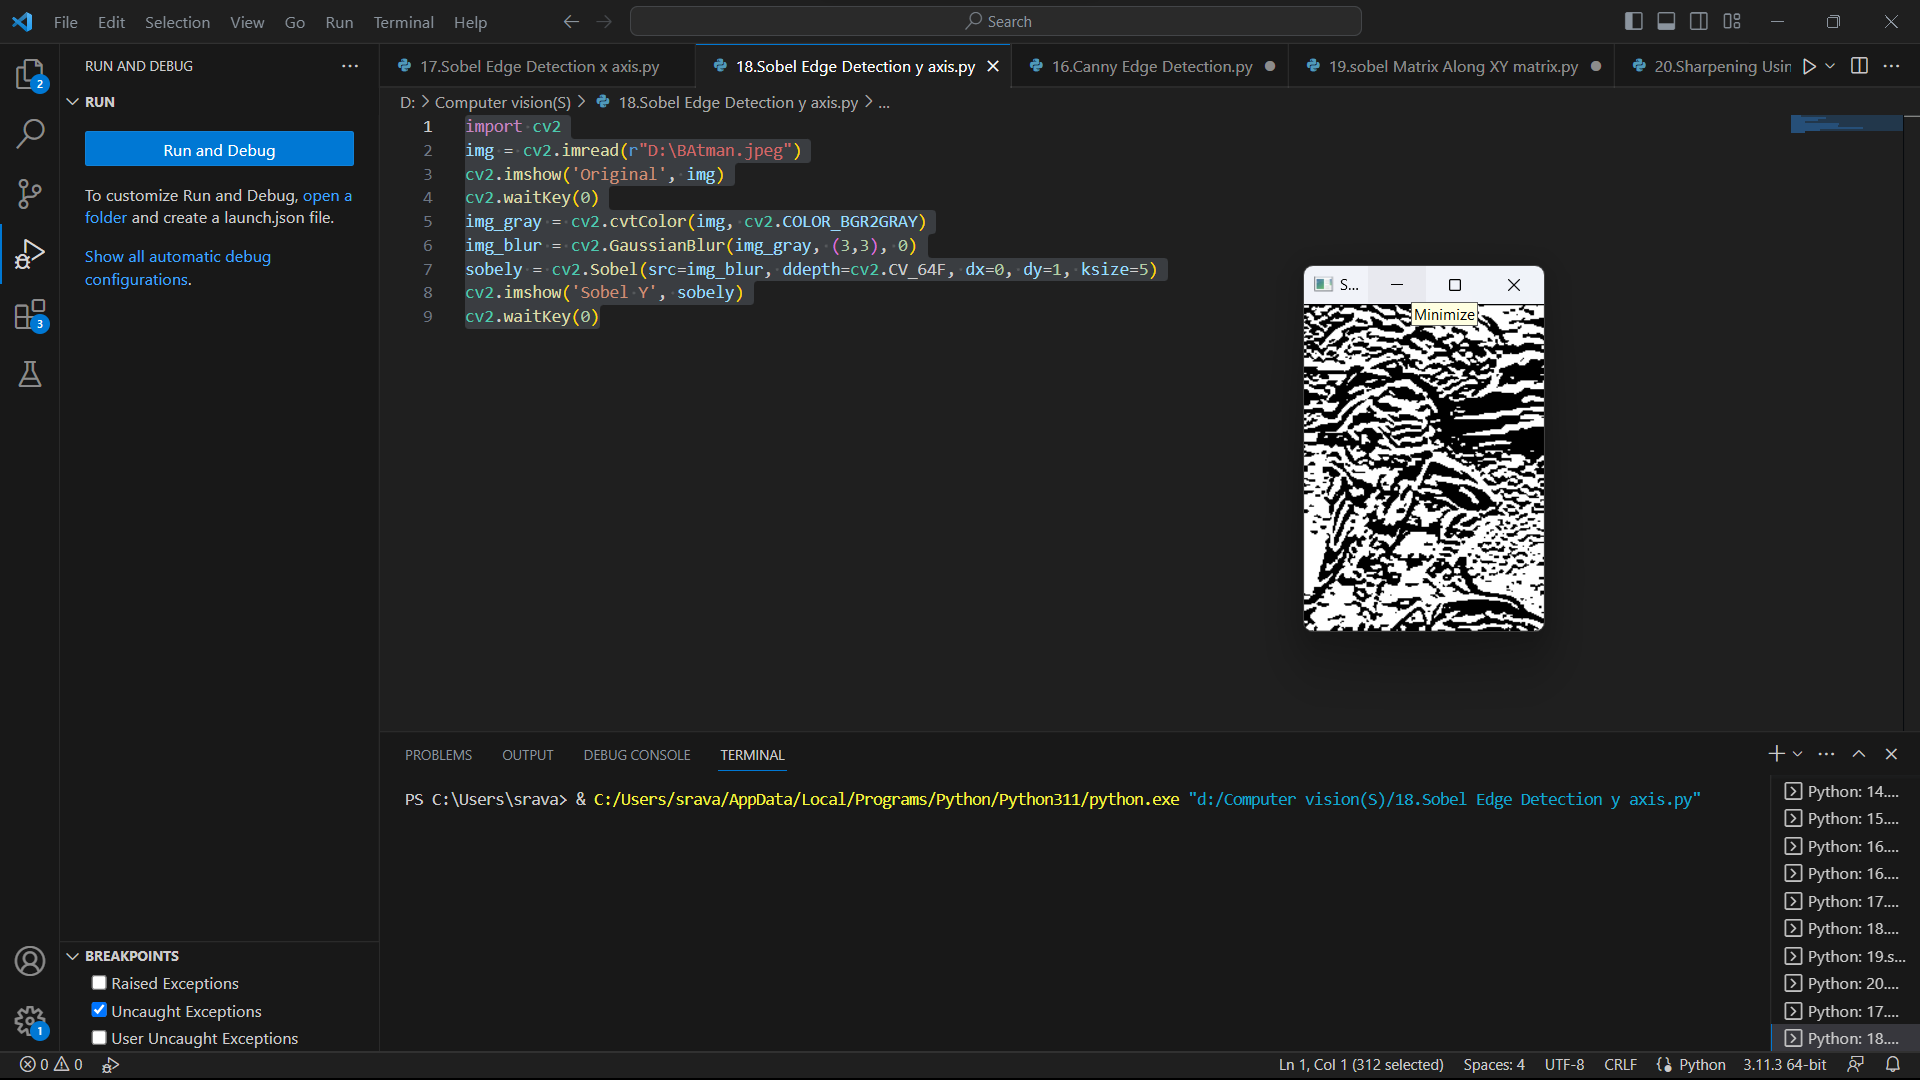 File Edit Selection View Go Run Terminal Help
Search
RUN AND DEBUG
RUN
Run and Debug
To customize Run and Debug, open a
folder and create a launch.json file.
Show all automatic debug
configurations.
17.Sobel Edge Detection x axis.py
18.Sobel Edge Detection y axis.py
16.Canny Edge Detection.py
19.sobel Matrix Along XY matrix.py
20.Sharpening Usin
D: > Computer vision(S) > 18.Sobel Edge Detection y axis.py > ...
1 import cv2
2 img = cv2.imread(r"D:\BAtman.jpeg")
3 cv2.imshow('Original', img)
4 cv2.waitKey(0)
5 img_gray = cv2.cvtColor(img, cv2.COLOR_BGR2GRAY)
6 img_blur = cv2.GaussianBlur(img_gray, (3,3), 0)
7 sobely = cv2.Sobel(src=img_blur, ddepth=cv2.CV_64F, dx=0, dy=1, ksize=5)
8 cv2.imshow('Sobel Y', sobely)
9 cv2.waitKey(0)
S...
Minimize
PROBLEMS OUTPUT DEBUG CONSOLE TERMINAL
PS C:\Users\srava> & C:/Users/srava/AppData/Local/Programs/Python/Python311/python.exe "d:/Computer vision(S)/18.Sobel Edge Detection y axis.py"
Python: 14....
Python: 15....
Python: 16....
Python: 16....
Python: 17....
Python: 18....
Python: 19.s...
Python: 20....
Python: 17....
Python: 18....
BREAKPOINTS
Raised Exceptions
Uncaught Exceptions
User Uncaught Exceptions
2
3
1
0 0
Ln 1, Col 1 (312 selected) Spaces: 4 UTF-8 CRLF Python 3.11.3 64-bit